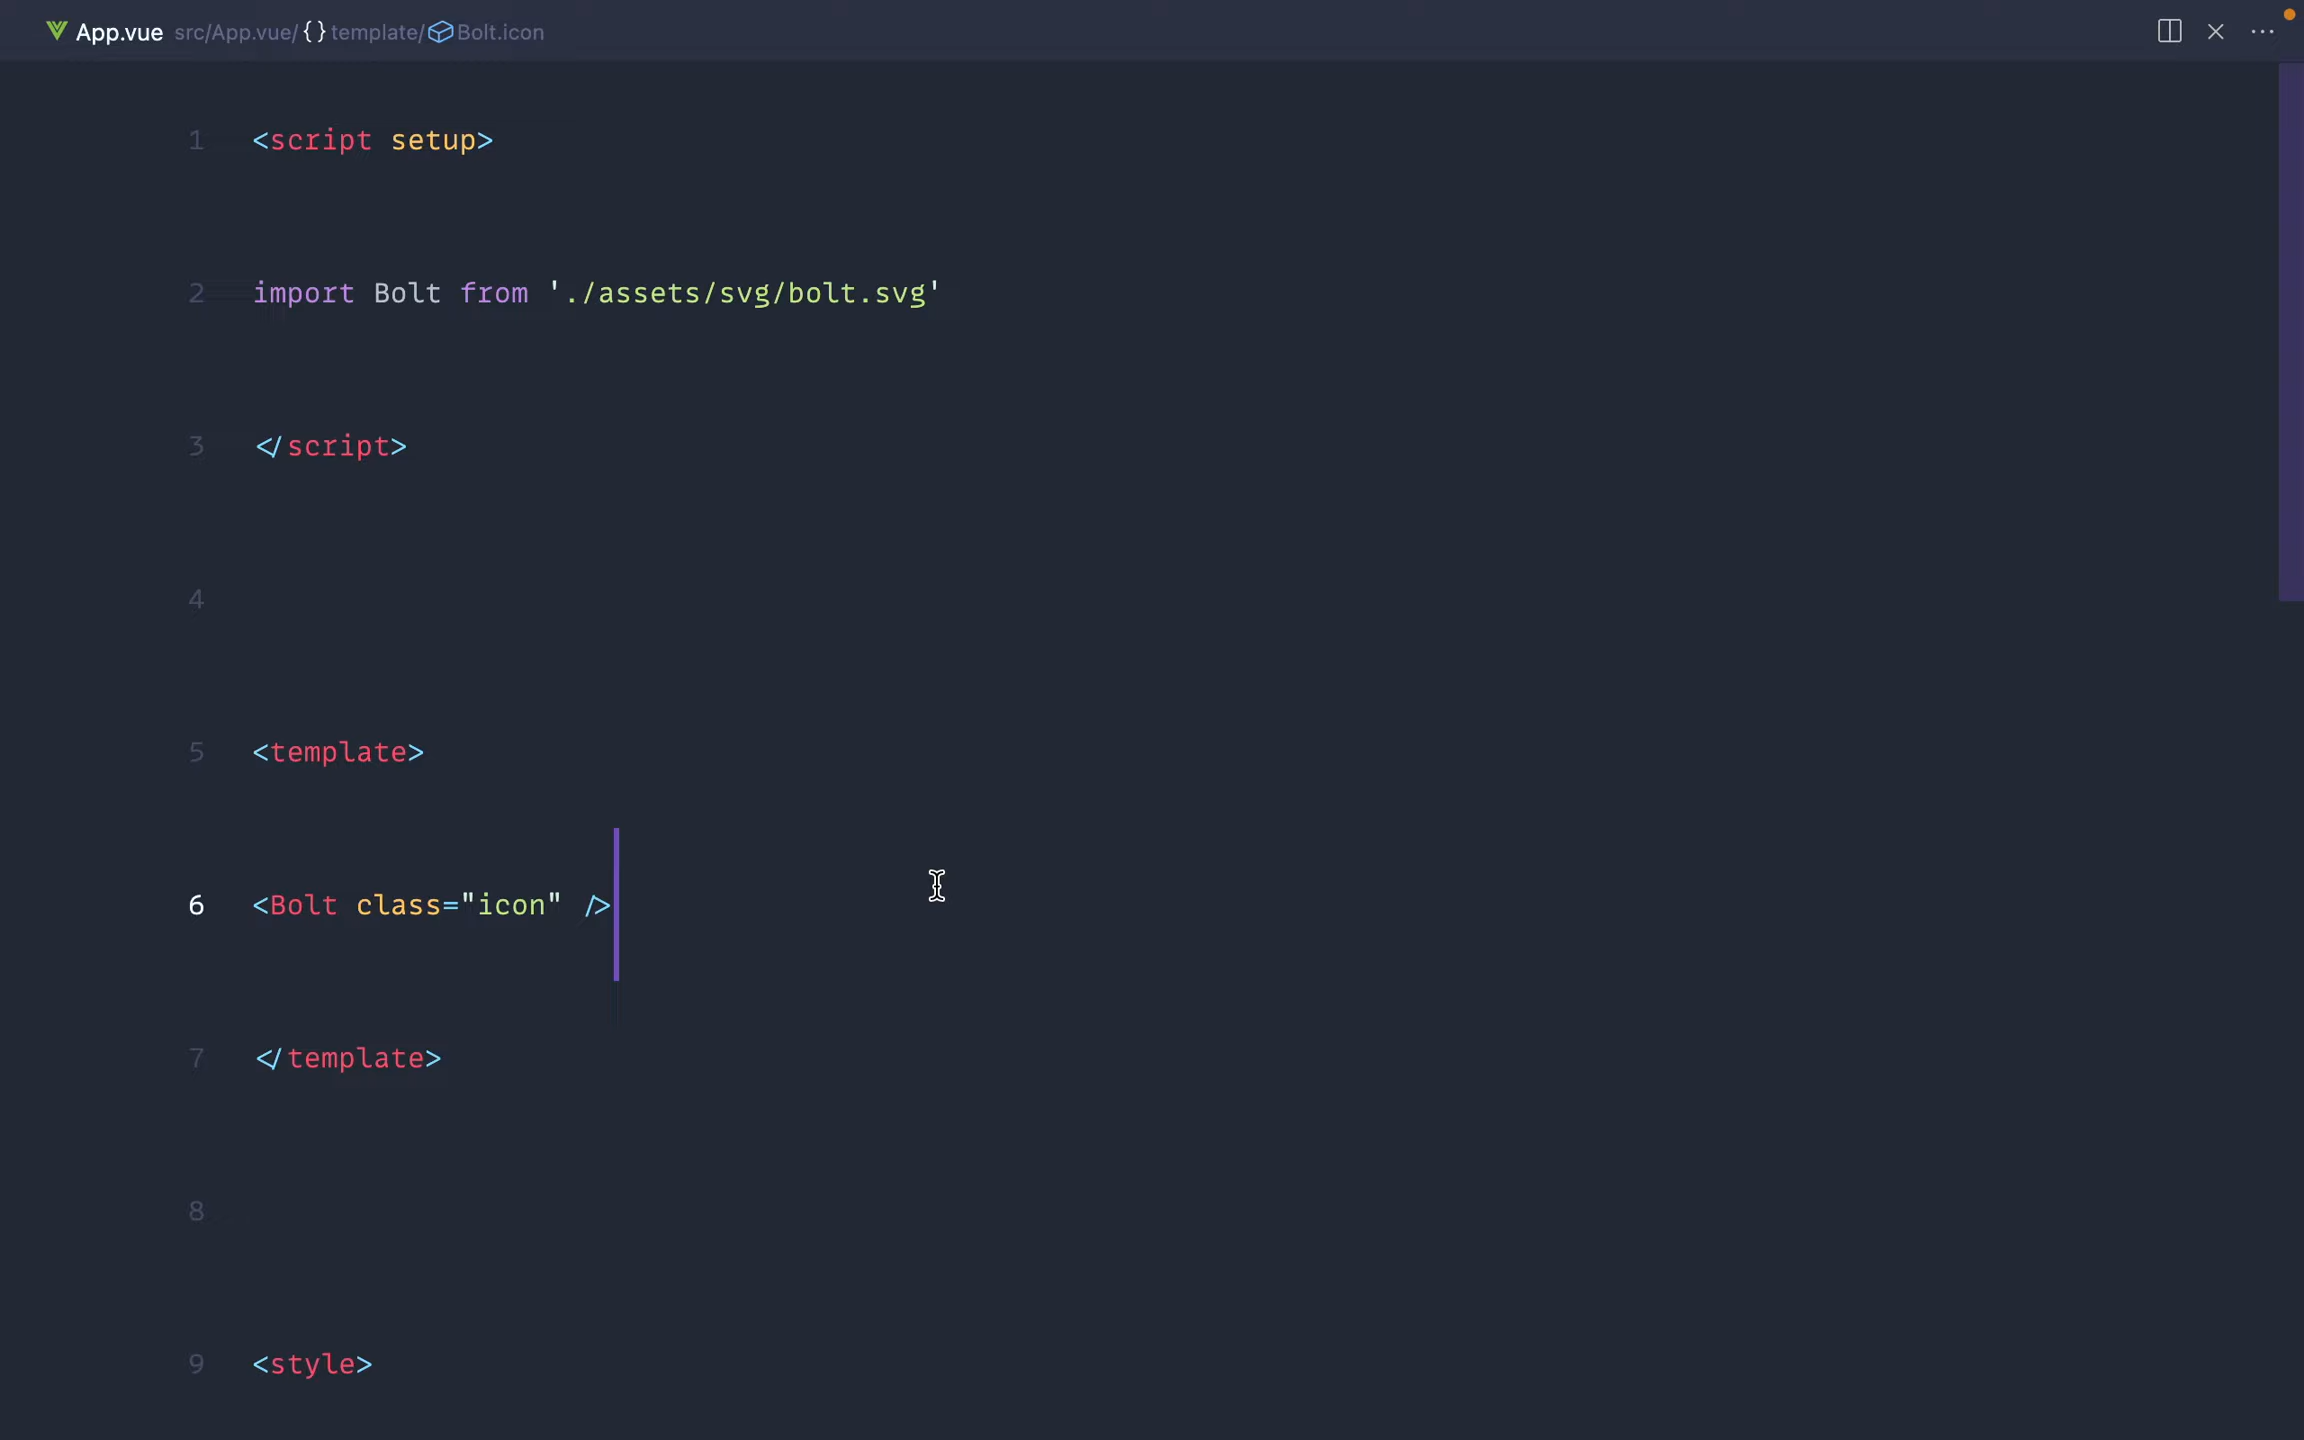 App.vue src/App.vue/{} template/Bolt.icon
1 <script setup>
2 import Bolt from './assets/svg/bolt.svg'
3 </script>
4
5 <template>
6 <Bolt class="icon" />
7 </template>
8
9 <style>